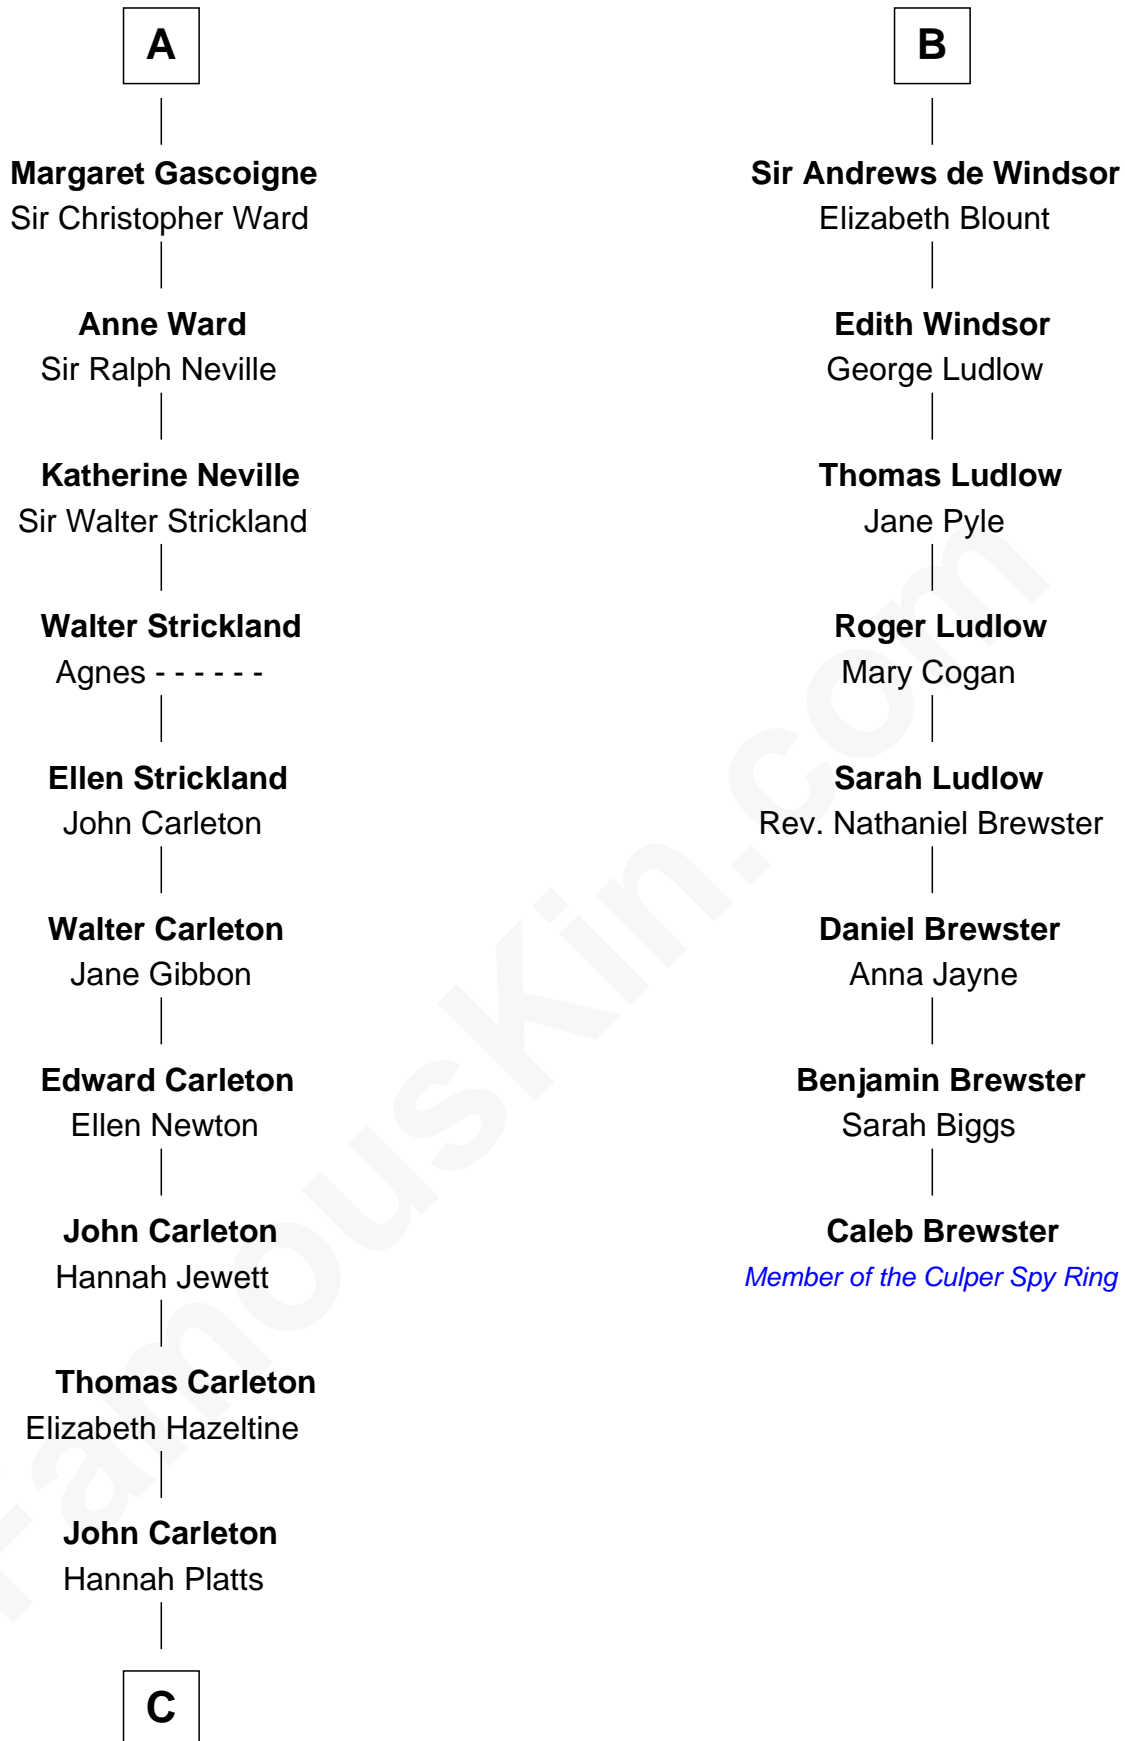 A
Margaret Gascoigne
Sir Christopher Ward
Anne Ward
Sir Ralph Neville
Katherine Neville
Sir Walter Strickland
Walter Strickland
Agnes - - - - - -
Ellen Strickland
John Carleton
Walter Carleton
Jane Gibbon
Edward Carleton
Ellen Newton
John Carleton
Hannah Jewett
Thomas Carleton
Elizabeth Hazeltine
John Carleton
Hannah Platts
C
B
Sir Andrews de Windsor
Elizabeth Blount
Edith Windsor
George Ludlow
Thomas Ludlow
Jane Pyle
Roger Ludlow
Mary Cogan
Sarah Ludlow
Rev. Nathaniel Brewster
Daniel Brewster
Anna Jayne
Benjamin Brewster
Sarah Biggs
Caleb Brewster
Member of the Culper Spy Ring
FamousKin.com